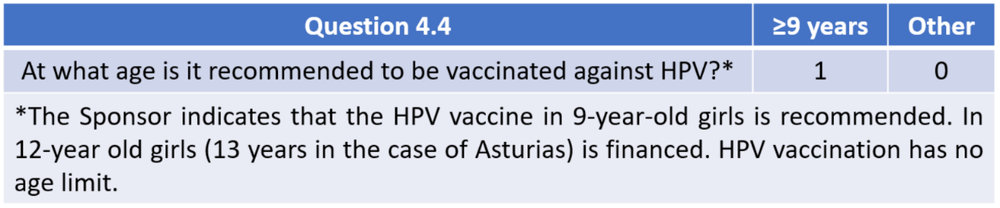 Question 4.4 ≥9 years Other
At what age is it recommended to be vaccinated against HPV?* 1 0
*The Sponsor indicates that the HPV vaccine in 9-year-old girls is recommended. In
12-year old girls (13 years in the case of Asturias) is financed. HPV vaccination has no
age limit.